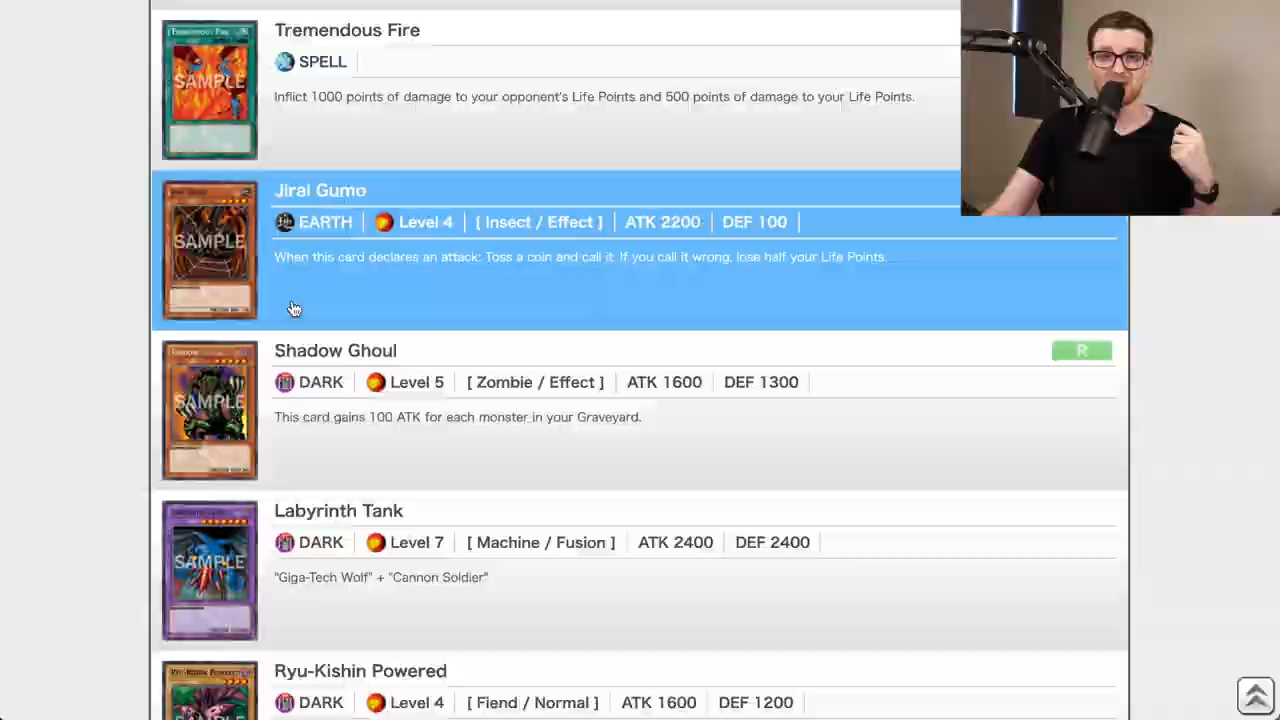 Tremendous Fire
SPELL
Inflict 1000 points of damage to your opponent's Life Points and 500 points of damage to your Life Points.
SAMPLE
Jirai Gumo
EARTH Level 4 [ Insect / Effect ] ATK 2200 DEF 100
When this card declares an attack: Toss a coin and call it. If you call it wrong, lose half your Life Points.
SAMPLE
Shadow Ghoul
R
DARK Level 5 [ Zombie / Effect ] ATK 1600 DEF 1300
This card gains 100 ATK for each monster in your Graveyard.
SAMPLE
Labyrinth Tank
DARK Level 7 [ Machine / Fusion ] ATK 2400 DEF 2400
"Giga-Tech Wolf" + "Cannon Soldier"
SAMPLE
Ryu-Kishin Powered
DARK Level 4 [ Fiend / Normal ] ATK 1600 DEF 1200
SAMPLE